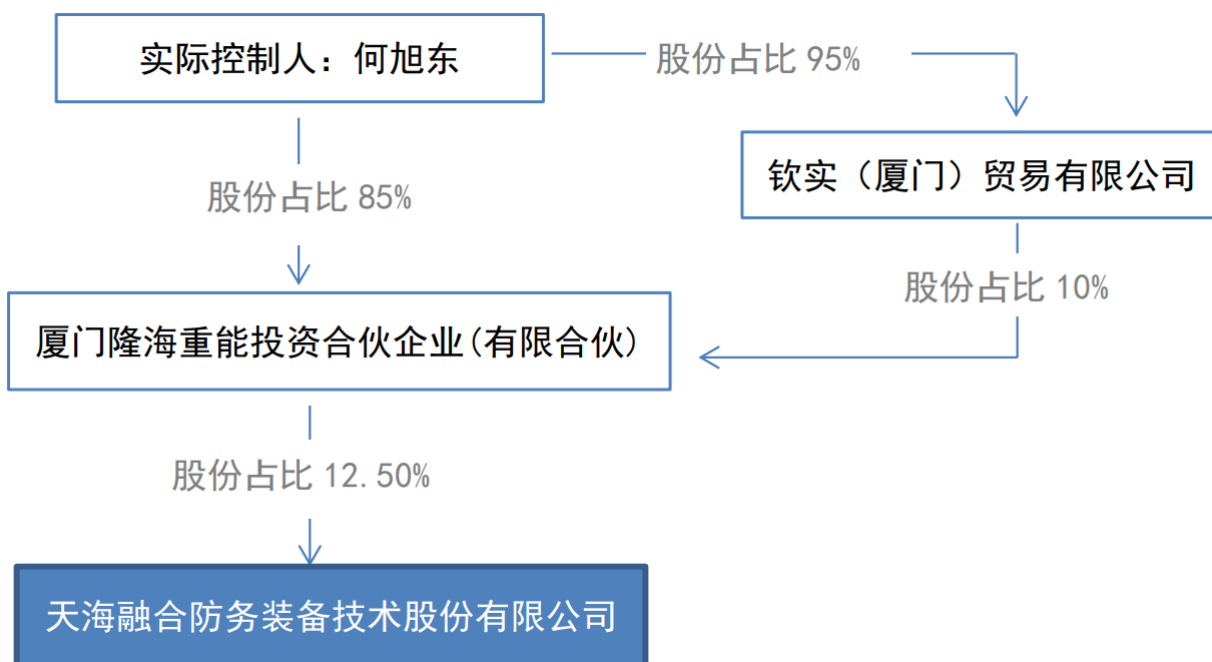 实际控制人：何旭东
股份占比 95%
钦实（厦门）贸易有限公司
股份占比 85%
股份占比 10%
厦门隆海重能投资合伙企业(有限合伙)
股份占比 12.50%
天海融合防务装备技术股份有限公司